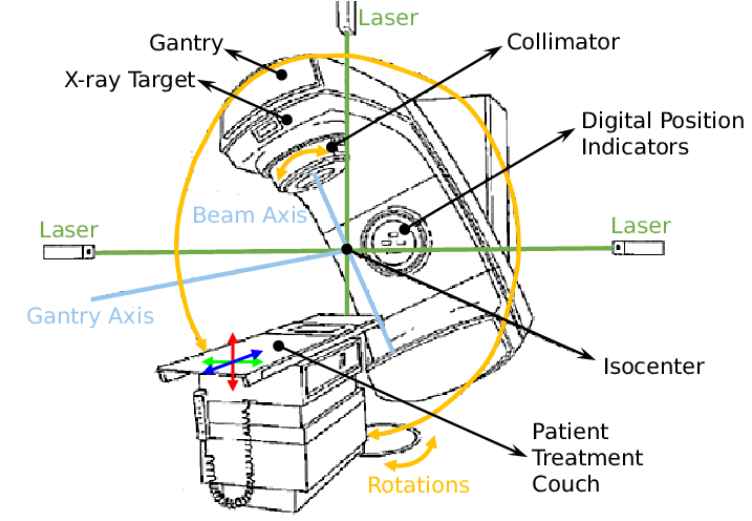 Laser
Gantry
Collimator
X-ray Target
Digital Position
Indicators
Beam Axis
Laser
Laser
Gantry Axis
Isocenter
Patient
Treatment
Couch
Rotations